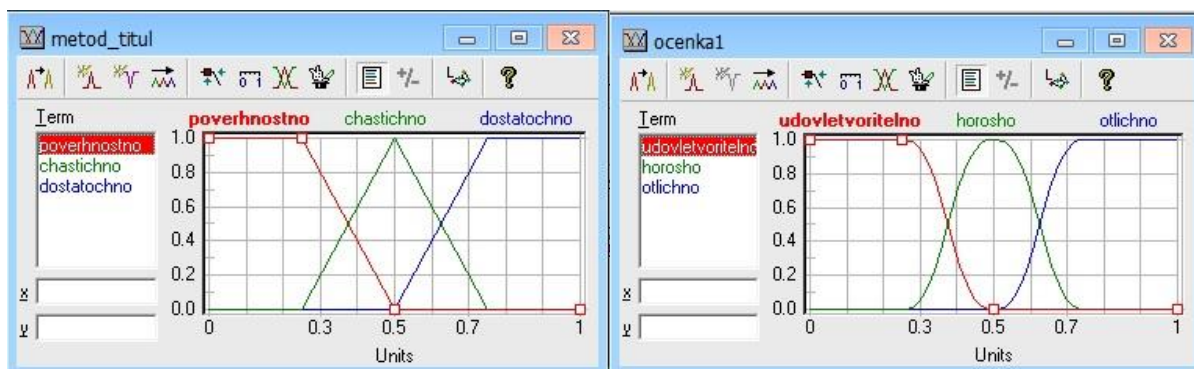 metod_titul
Term
poverhnostno
chastichno
dostatochno
x
y
poverhnostno chastichno dostatochno
1.0
0.8
0.6
0.4
0.2
0.0
0 0.3 0.5 0.7 1
Units
ocenka1
Term
udovletvoritelno
horosho
otlichno
x
y
udovletvoritelno horosho otlichno
1.0
0.8
0.6
0.4
0.2
0.0
0 0.3 0.5 0.7 1
Units